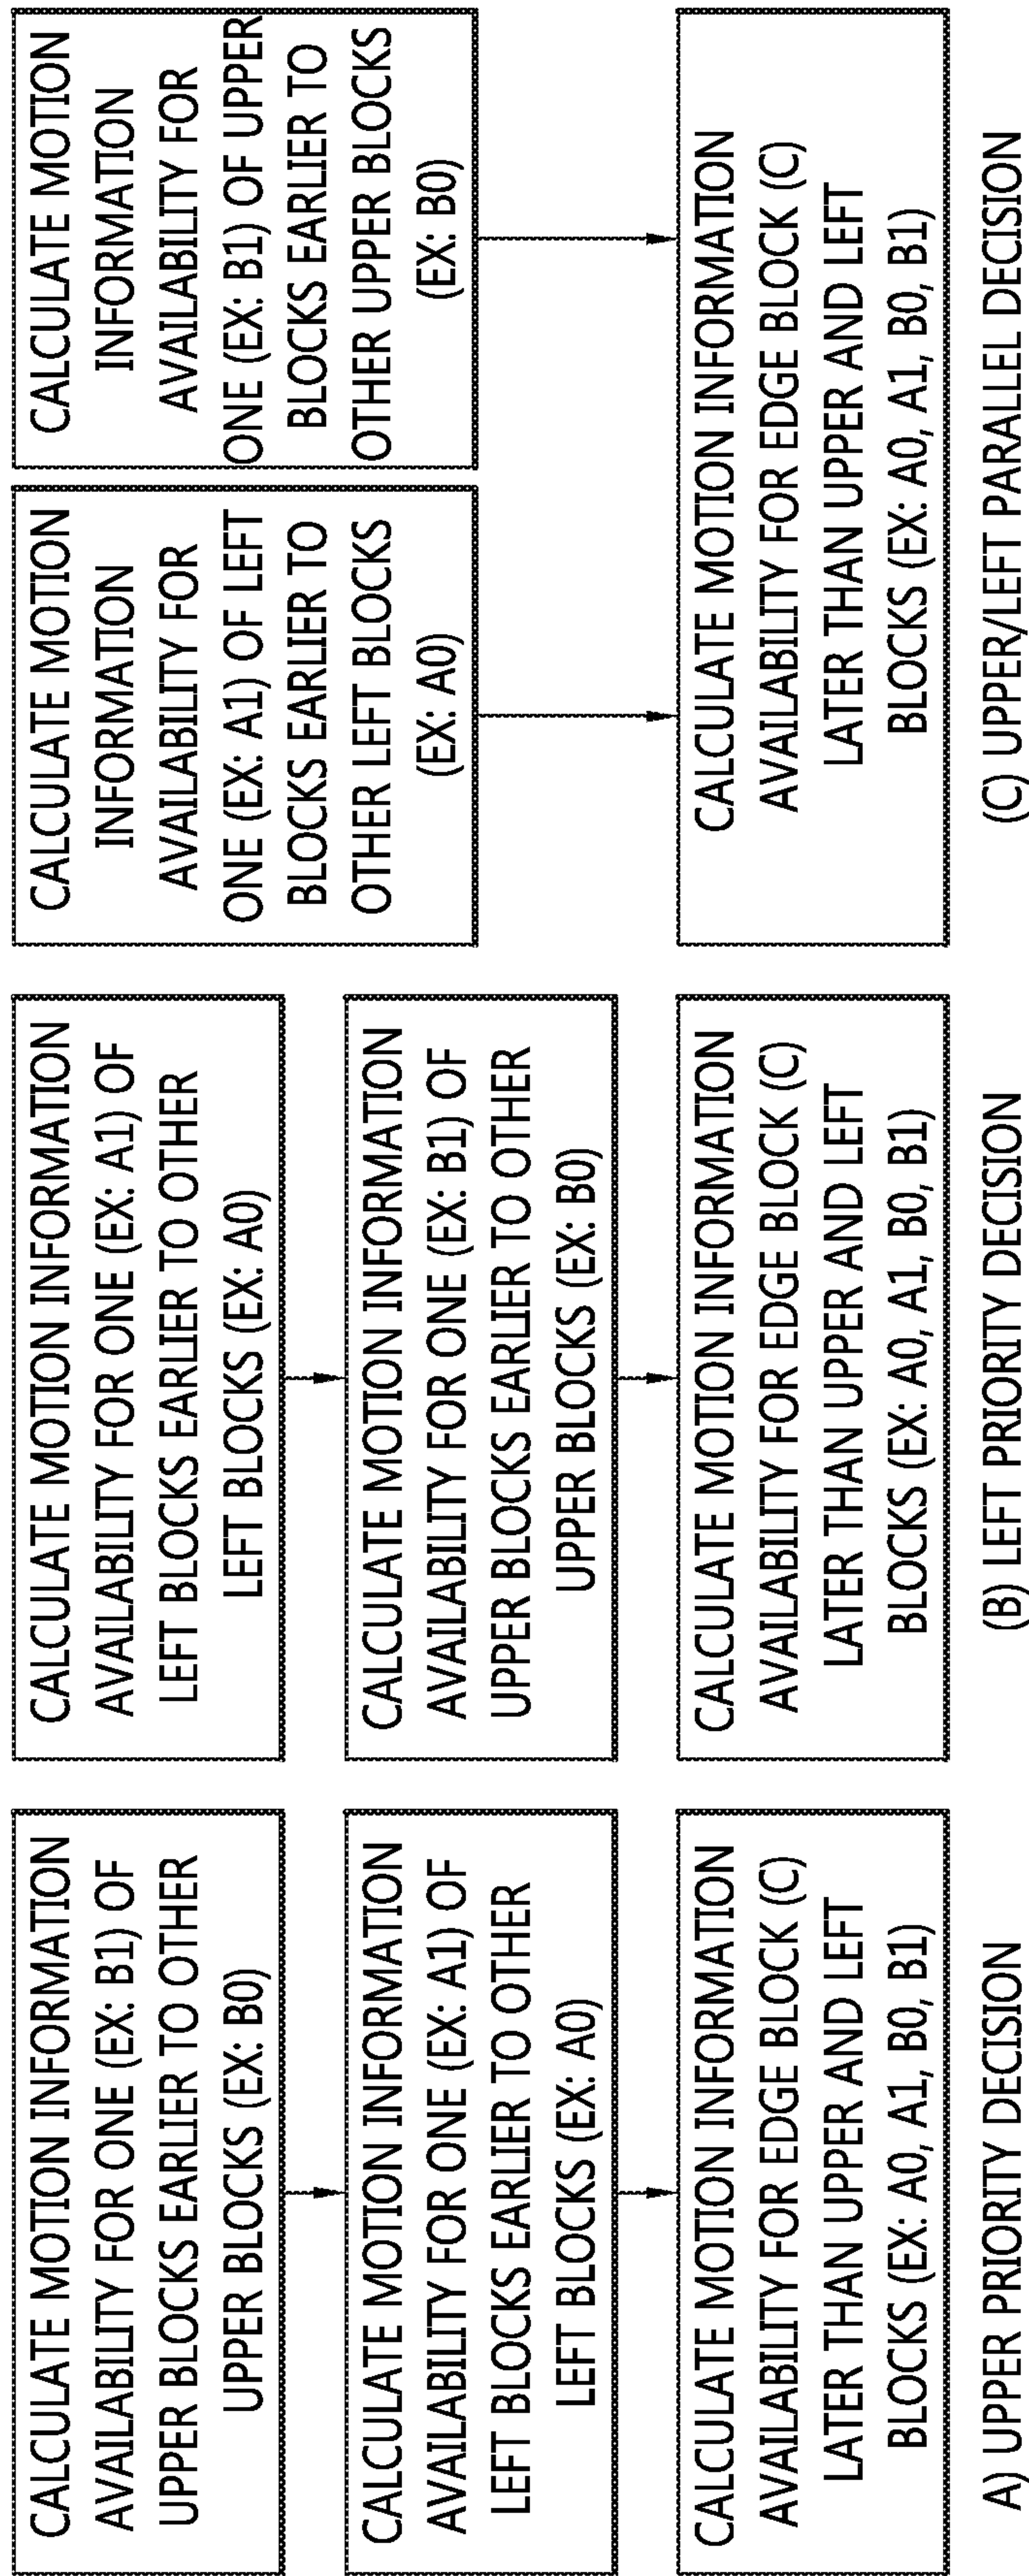 CALCULATE MOTION INFORMATION
AVAILABILITY FOR ONE (EX: B1) OF
UPPER BLOCKS EARLIER TO OTHER
UPPER BLOCKS (EX: B0)
CALCULATE MOTION INFORMATION
AVAILABILITY FOR ONE (EX: A1) OF
LEFT BLOCKS EARLIER TO OTHER
LEFT BLOCKS (EX: A0)
CALCULATE MOTION INFORMATION
AVAILABILITY FOR EDGE BLOCK (C)
LATER THAN UPPER AND LEFT
BLOCKS (EX: A0, A1, B0, B1)
A) UPPER PRIORITY DECISION
CALCULATE MOTION INFORMATION
AVAILABILITY FOR ONE (EX: A1) OF
LEFT BLOCKS EARLIER TO OTHER
LEFT BLOCKS (EX: A0)
CALCULATE MOTION INFORMATION
AVAILABILITY FOR ONE (EX: B1) OF
UPPER BLOCKS EARLIER TO OTHER
UPPER BLOCKS (EX: B0)
CALCULATE MOTION INFORMATION
AVAILABILITY FOR EDGE BLOCK (C)
LATER THAN UPPER AND LEFT
BLOCKS (EX: A0, A1, B0, B1)
(B) LEFT PRIORITY DECISION
CALCULATE MOTION
INFORMATION
AVAILABILITY FOR
ONE (EX: A1) OF LEFT
BLOCKS EARLIER TO
OTHER LEFT BLOCKS
(EX: A0)
CALCULATE MOTION
INFORMATION
AVAILABILITY FOR
ONE (EX: B1) OF UPPER
BLOCKS EARLIER TO
OTHER UPPER BLOCKS
(EX: B0)
CALCULATE MOTION INFORMATION
AVAILABILITY FOR EDGE BLOCK (C)
LATER THAN UPPER AND LEFT
BLOCKS (EX: A0, A1, B0, B1)
(C) UPPER/LEFT PARALLEL DECISION